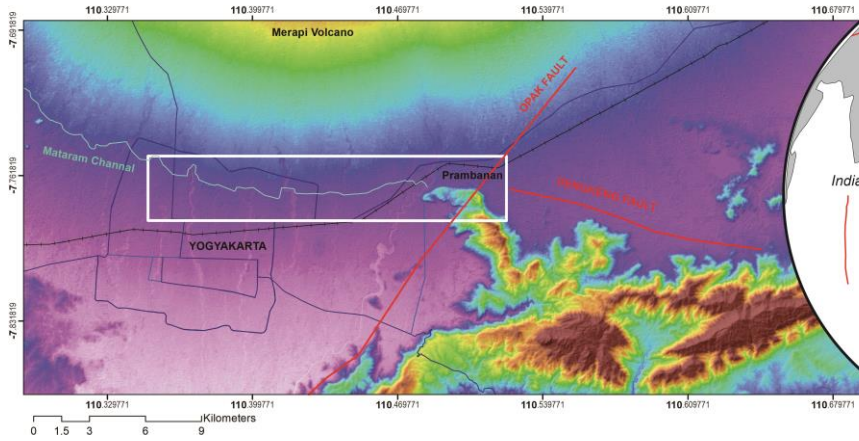 110.329771 110.399771 110.469771 110.539771 110.609771 110.679771
-7.691819
Merapi Volcano
OPAK FAULT
Mataram Channal
-7.761819
Prambanan
FAULT
India
YOGYAKARTA
-7.831819
110.329771 110.399771 110.469771 110.539771 110.609771 110.679771
Kilometers
0 1.5 3 6 9